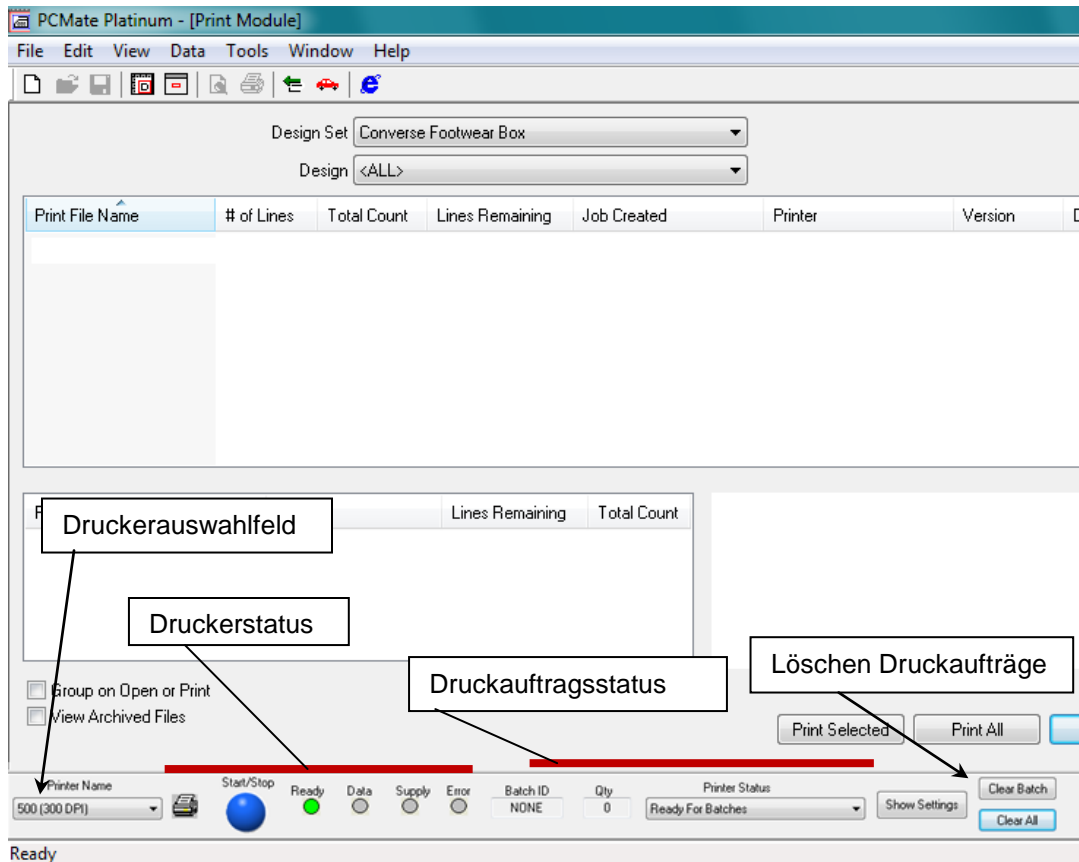 PCMate Platinum - [Print Module]
File Edit View Data Tools Window Help
Design Set Converse Footwear Box
Design <ALL>
Print File Name # of Lines Total Count Lines Remaining Job Created Printer Version
Lines Remaining Total Count
Druckerauswahlfeld
Druckerstatus
Druckauftragsstatus
Löschen Druckaufträge
Group on Open or Print
View Archived Files
Print Selected Print All
Printer Name Start/Stop Ready Data Supply Error Batch ID Qty Printer Status
500 (300 DPI) NONE 0 Ready For Batches Show Settings Clear Batch
Clear All
Ready